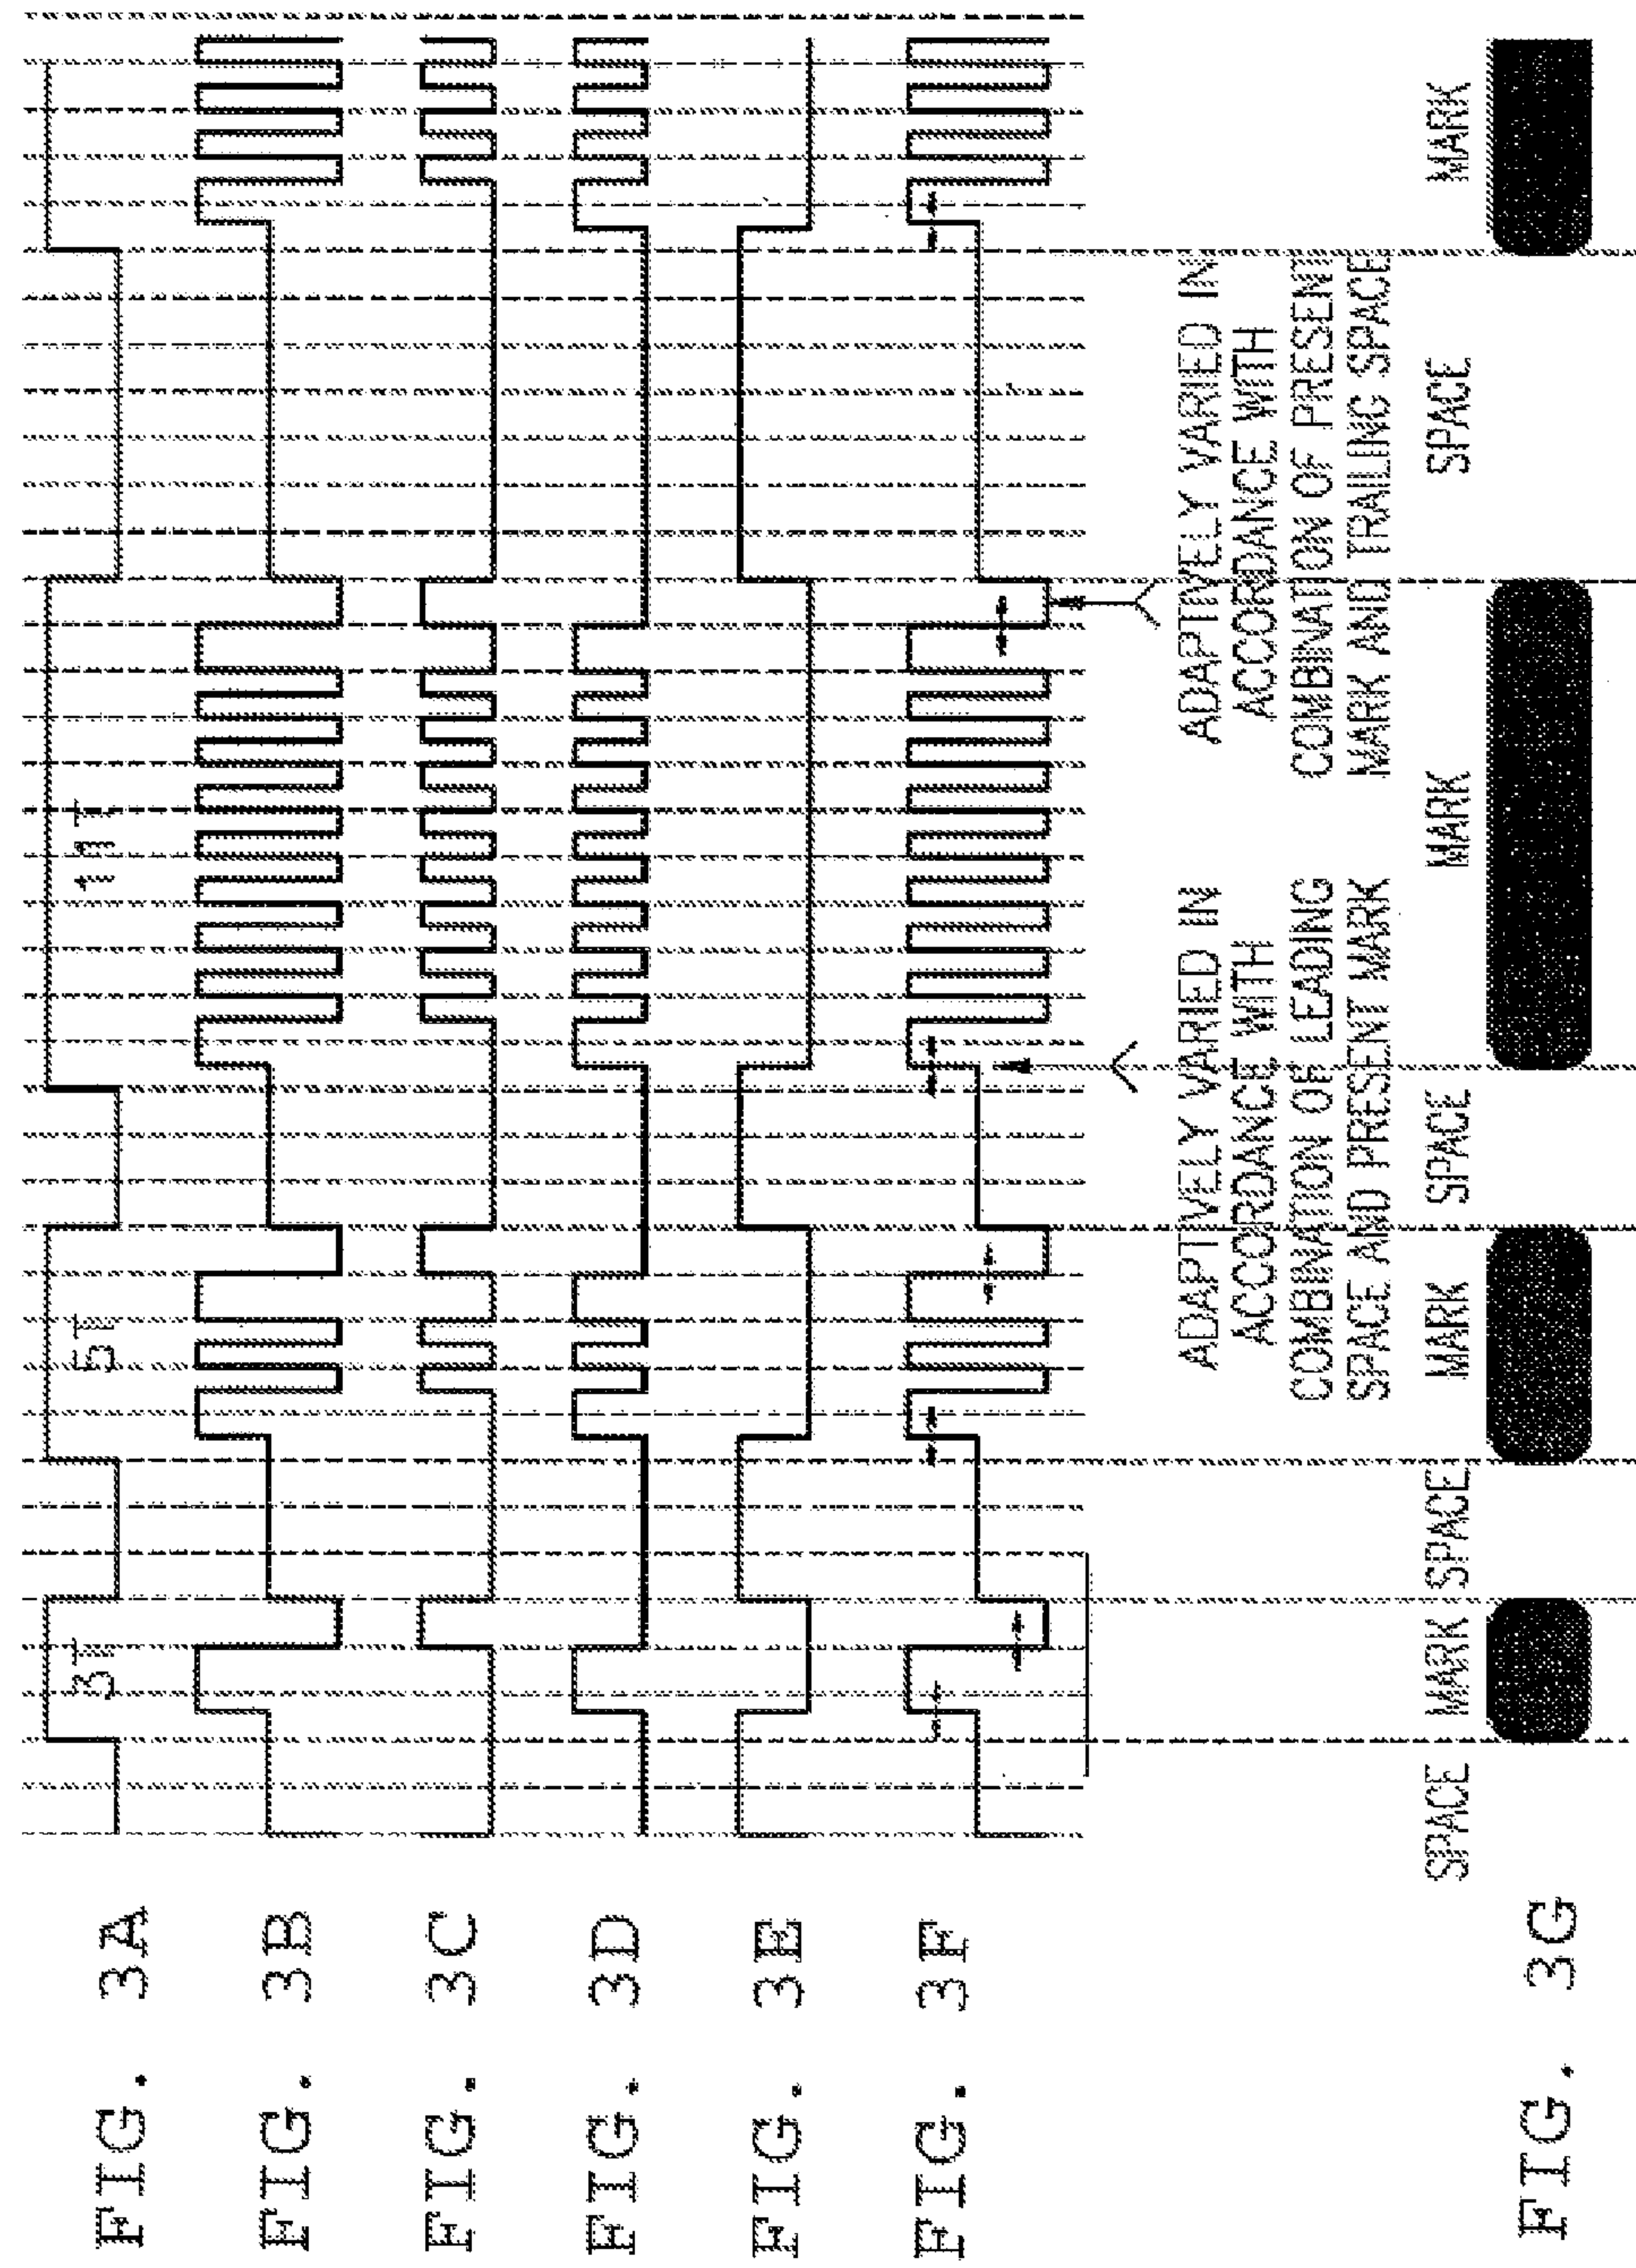 FIG. 3A
3T
5T
11T
FIG. 3B
FIG. 3C
FIG. 3D
FIG. 3E
FIG. 3F
ADAPTIVELY VARIED IN
ACCORDANCE WITH
COMBINATION OF LEADING
SPACE AND PRESENT MARK
ADAPTIVELY VARIED IN
ACCORDANCE WITH
COMBINATION OF PRESENT
MARK AND TRAILING SPACE
SPACE MARK SPACE MARK SPACE MARK SPACE MARK
FIG. 3G